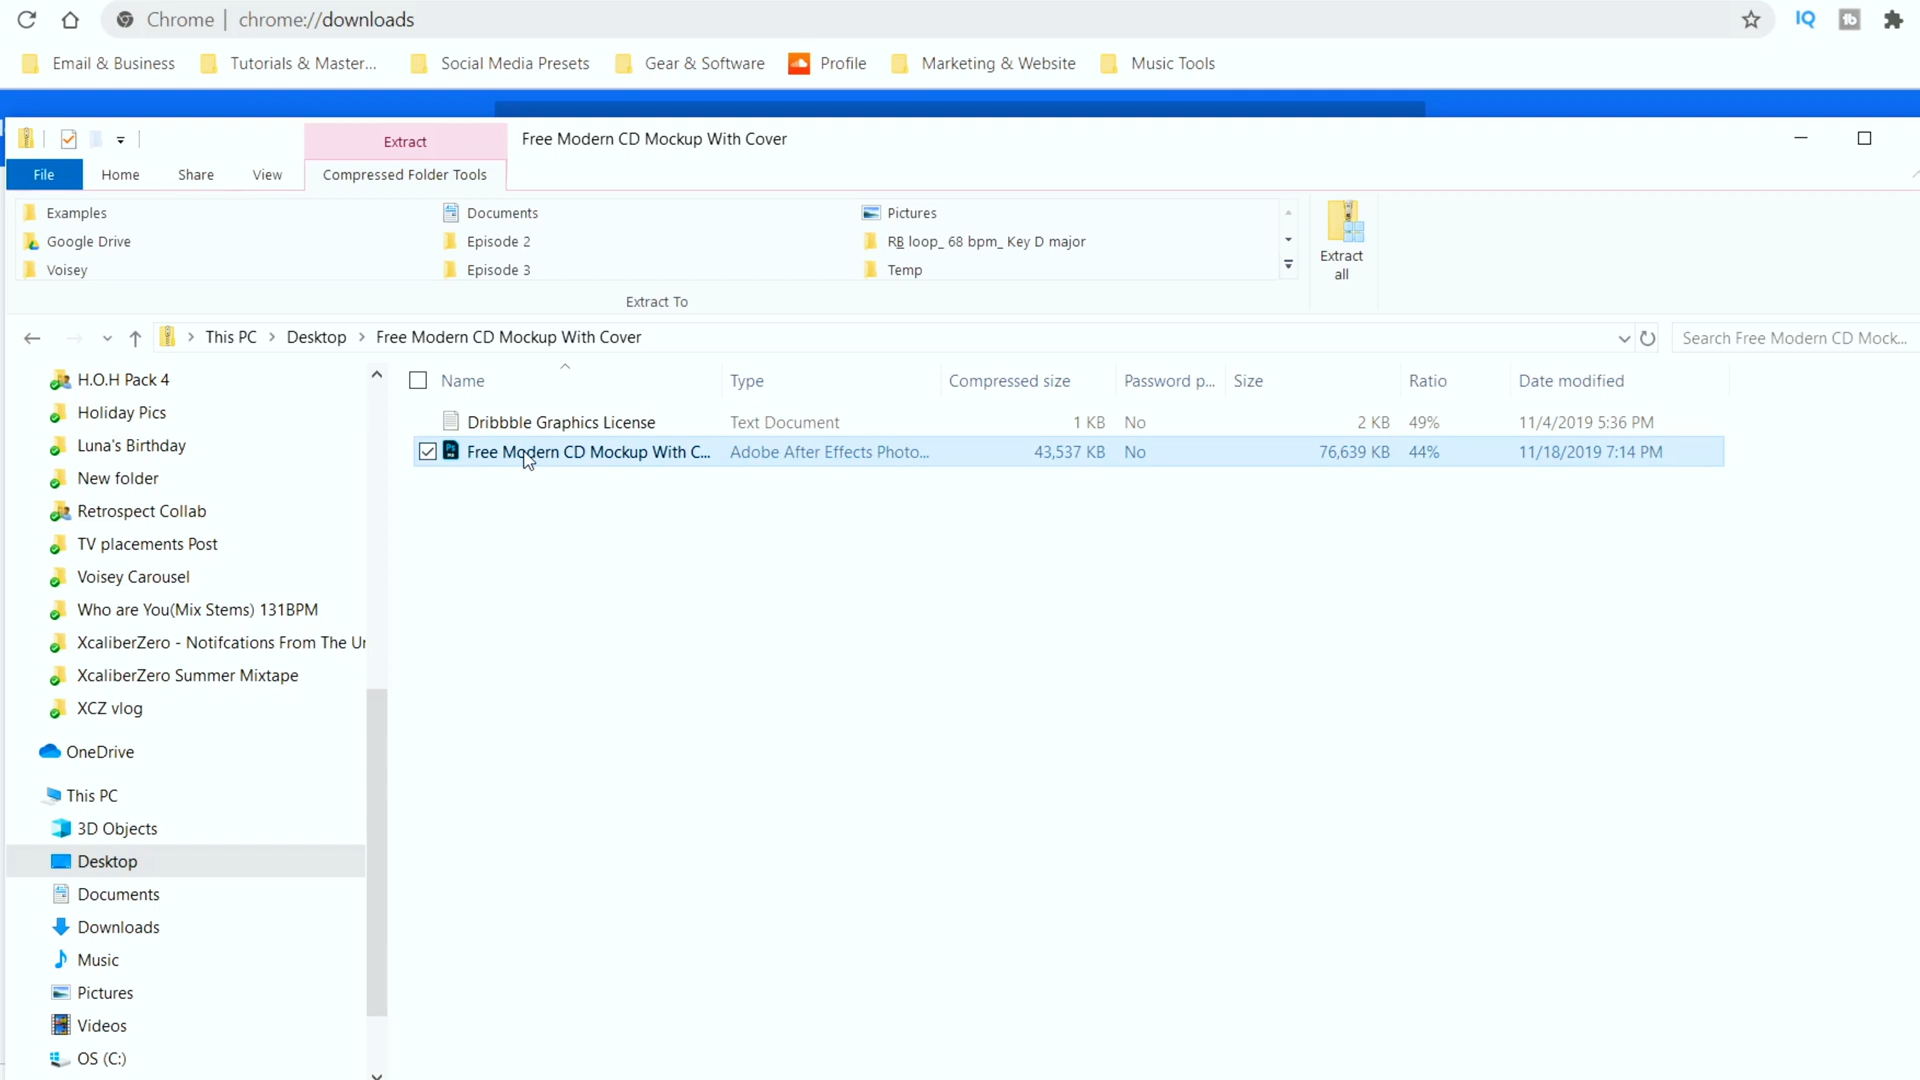 Chrome | chrome://downloads
IQ
tb
Email & Business
Tutorials & Master...
Social Media Presets
Gear & Software
Profile
Marketing & Website
Music Tools
Extract
Free Modern CD Mockup With Cover
File
Home
Share
View
Compressed Folder Tools
Examples
Documents
Pictures
Google Drive
Episode 2
RB loop_ 68 bpm_ Key D major
Voisey
Episode 3
Temp
Extract all
Extract To
This PC > Desktop > Free Modern CD Mockup With Cover
Search Free Modern CD Mock...
Name
Type
Compressed size
Password p...
Size
Ratio
Date modified
Dribbble Graphics License Text Document 1 KB No 2 KB 49% 11/4/2019 5:36 PM
Free Modern CD Mockup With C... Adobe After Effects Photo... 43,537 KB No 76,639 KB 44% 11/18/2019 7:14 PM
H.O.H Pack 4
Holiday Pics
Luna's Birthday
New folder
Retrospect Collab
TV placements Post
Voisey Carousel
Who are You(Mix Stems) 131BPM
XcaliberZero - Notifcations From The Ur
XcaliberZero Summer Mixtape
XCZ vlog
OneDrive
This PC
3D Objects
Desktop
Documents
Downloads
Music
Pictures
Videos
OS (C:)